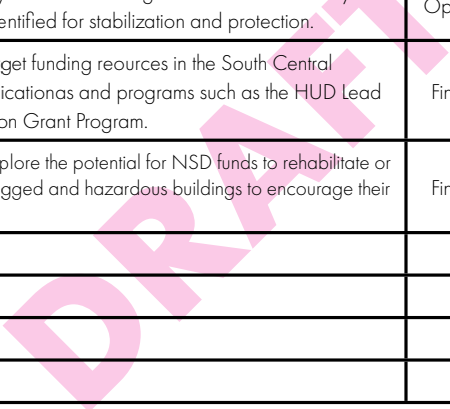 entified for stabilization and protection.
Op
get funding reources in the South Central
icationas and programs such as the HUD Lead
on Grant Program.
Fin
plore the potential for NSD funds to rehabilitate or
gged and hazardous buildings to encourage their
Fin
DRAFT